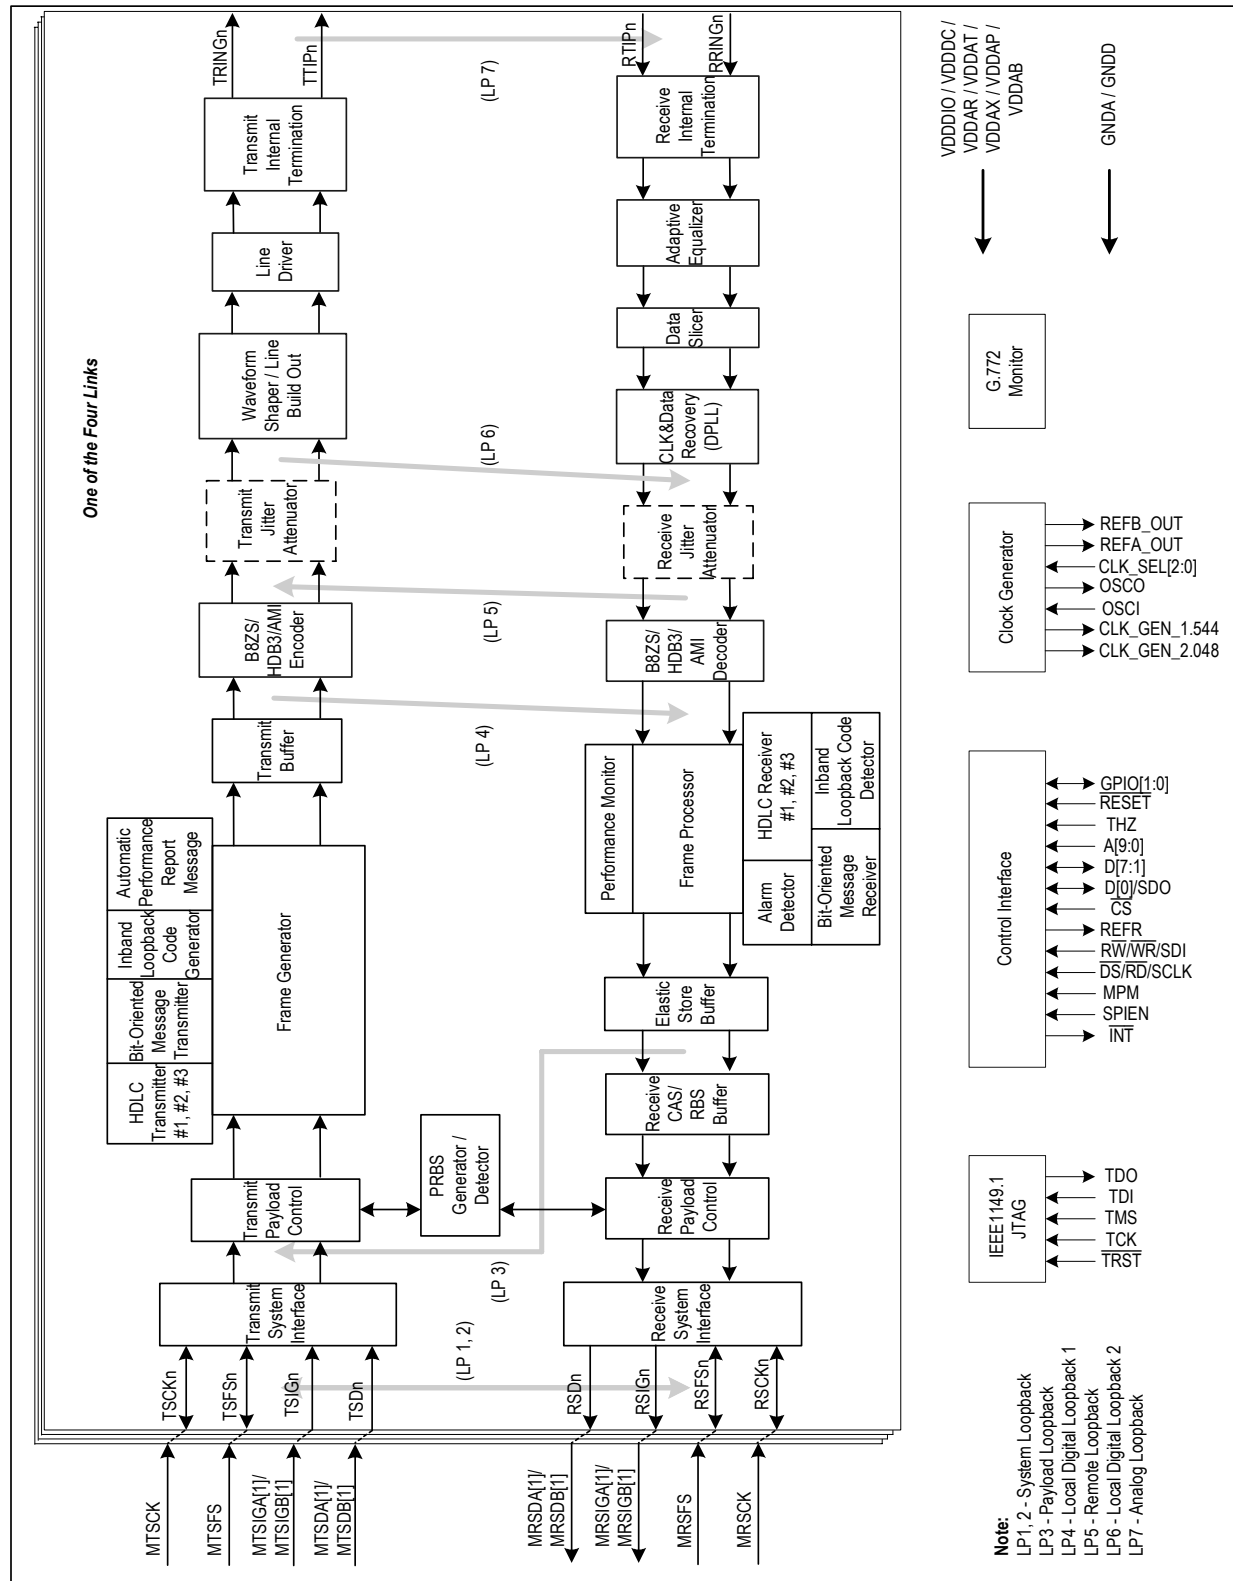 One of the Four Links
TRINGn
TTIPn
(LP 7)
RTIPn
RRINGn
Transmit
Internal
Termination
Receive
Internal
Termination
Line
Driver
Adaptive
Equalizer
Data
Slicer
Waveform
Shaper / Line
Build Out
CLK&Data
Recovery
(DPLL)
(LP 6)
Transmit
Jitter
Attenuator
Receive
Jitter
Attenuator
(LP 5)
B8ZS/
HDB3/AMI
Encoder
B8ZS/
HDB3/
AMI
Decoder
(LP 4)
Transmit
Buffer
Automatic
Performance
Report
Message
Inband
Loopback
Code
Generator
Bit-Oriented
Message
Transmitter
HDLC
Transmitter
#1, #2, #3
Frame Generator
Performance Monitor
Frame Processor
HDLC Receiver
#1, #2, #3
Inband
Loopback Code
Detector
Alarm
Detector
Bit-Oriented
Message
Receiver
Elastic
Store
Buffer
Receive
CAS/
RBS
Buffer
Transmit
Payload
Control
PRBS
Generator /
Detector
Receive
Payload
Control
(LP 3)
Transmit
System
Interface
Receive
System
Interface
(LP 1, 2)
TSCKn
TSFSn
TSIGn
TSDn
RSDn
RSIGn
RSFSn
RSCKn
MTSCK
MTSFS
MTSIGA[1]/
MTSIGB[1]
MTSDA[1]/
MTSDB[1]
MRSDA[1]/
MRSDB[1]
MRSIGA[1]/
MRSIGB[1]
MRSFS
MRSCK
VDDDIO / VDDDC /
VDDAR / VDDAT /
VDDAX / VDDAP /
VDDAB
GNDA / GNDD
G.772
Monitor
Clock Generator
REFB_OUT
REFA_OUT
CLK_SEL[2:0]
OSCO
OSCI
CLK_GEN_1.544
CLK_GEN_2.048
Control Interface
GPIO[1:0]
RESET
THZ
A[9:0]
D[7:1]
D[0]/SDO
CS
REFR
RW/WR/SDI
DS/RD/SCLK
MPM
SPIEN
INT
IEEE1149.1
JTAG
TDO
TDI
TMS
TCK
TRST
Note:
LP1, 2 - System Loopback
LP3 - Payload Loopback
LP4 - Local Digital Loopback 1
LP5 - Remote Loopback
LP6 - Local Digital Loopback 2
LP7 - Analog Loopback